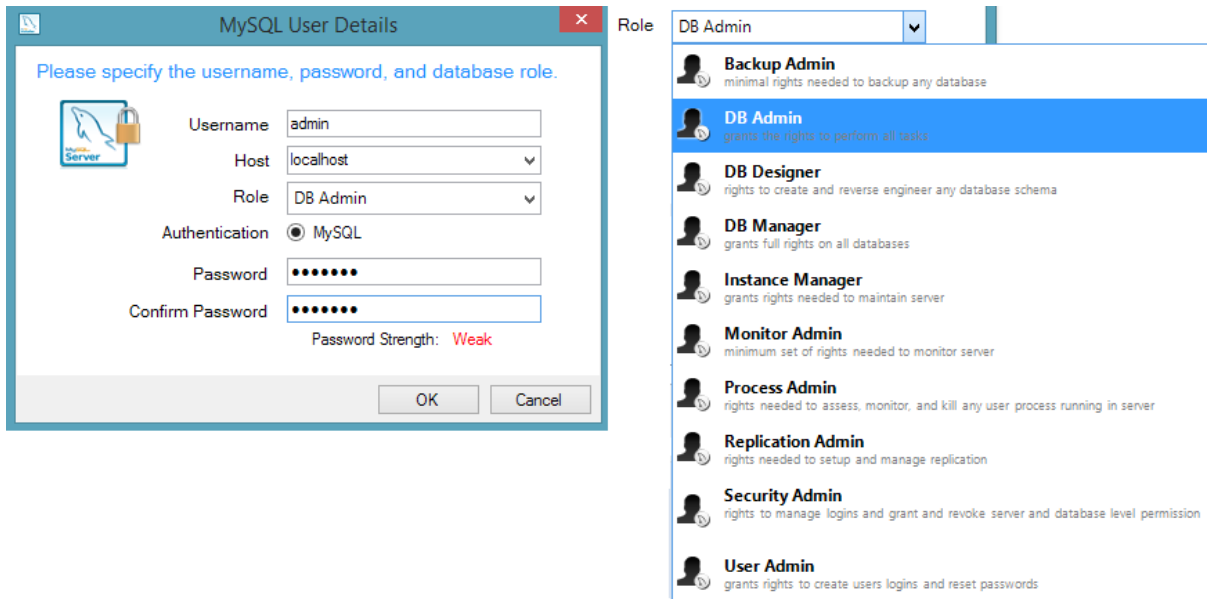 MySQL User Details
Please specify the username, password, and database role.
MySQL
Server
Username admin
Host localhost
Role DB Admin
Authentication MySQL
Password •••••••
Confirm Password •••••••
Password Strength: Weak
OK Cancel
Role DB Admin
Backup Admin
minimal rights needed to backup any database
DB Admin
grants the rights to perform all tasks
DB Designer
rights to create and reverse engineer any database schema
DB Manager
grants full rights on all databases
Instance Manager
grants rights needed to maintain server
Monitor Admin
minimum set of rights needed to monitor server
Process Admin
rights needed to assess, monitor, and kill any user process running in server
Replication Admin
rights needed to setup and manage replication
Security Admin
rights to manage logins and grant and revoke server and database level permission
User Admin
grants rights to create users logins and reset passwords